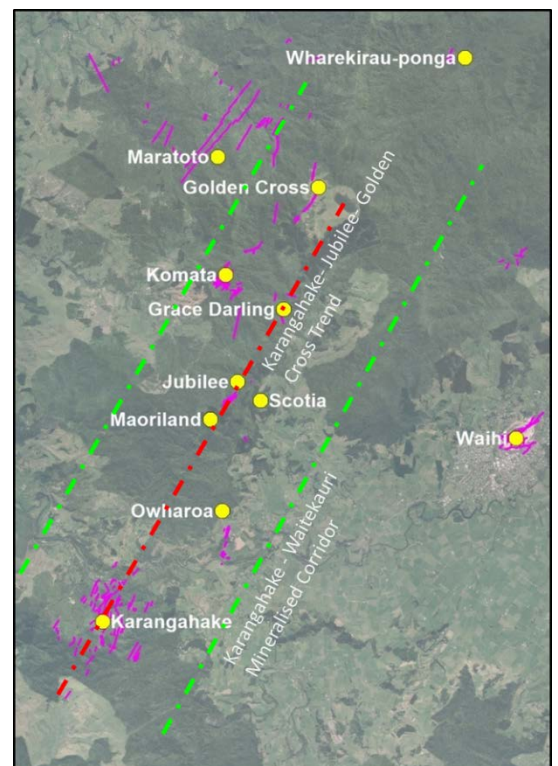 Wharekirau-ponga
Maratoto
Golden Cross
Komata
Grace Darling
Karangahake- Jubilee- Golden
Cross Trend
Jubilee
Scotia
Maoriland
Waihi
Owharoa
Karangahake - Waitekauri
Mineralised Corridor
Karangahake